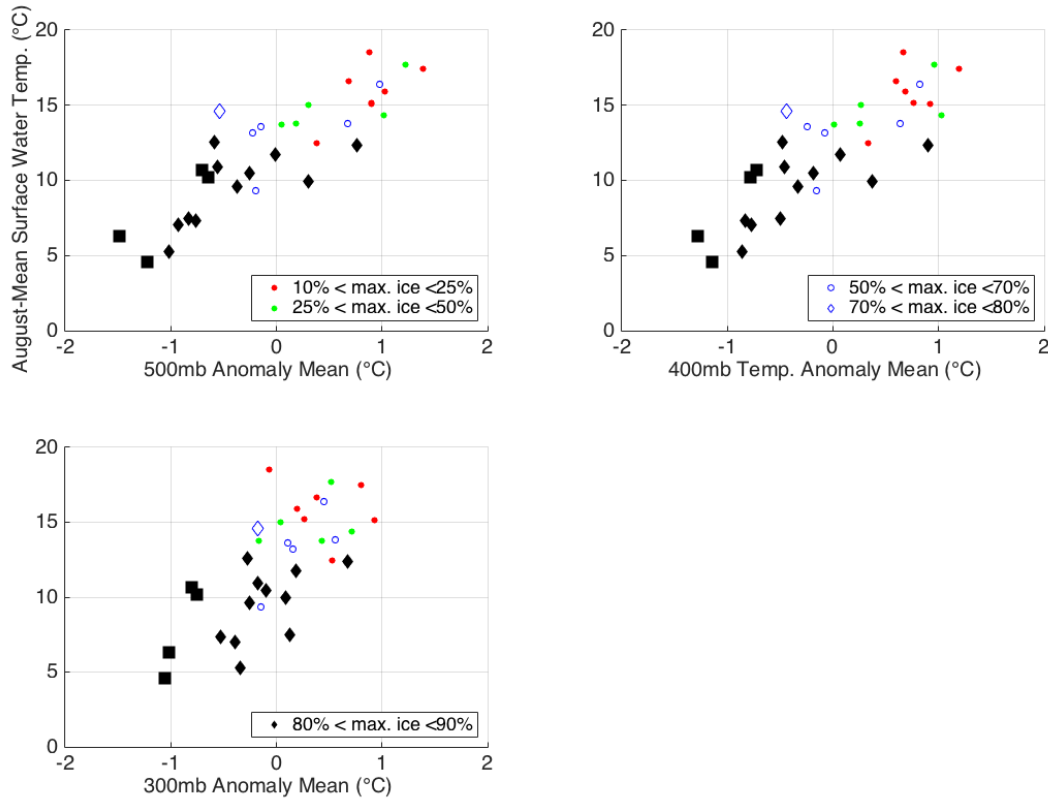 August-Mean Surface Water Temp. (°C)
20
15
10
5
0
-2 -1 0 1 2
500mb Anomaly Mean (°C)
10% < max. ice <25%
25% < max. ice <50%
20
15
10
5
0
-2 -1 0 1 2
400mb Temp. Anomaly Mean (°C)
50% < max. ice <70%
70% < max. ice <80%
20
15
10
5
0
-2 -1 0 1 2
300mb Anomaly Mean (°C)
80% < max. ice <90%